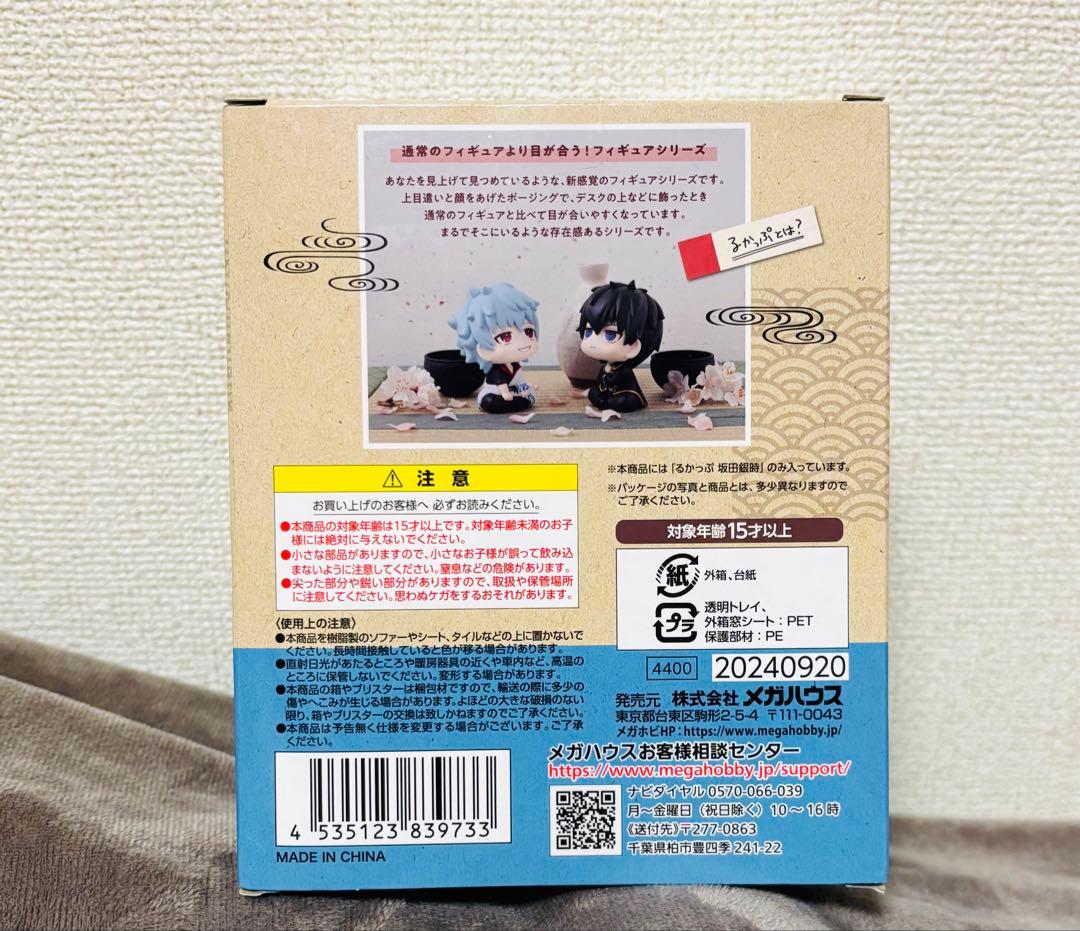 通常のフィギュアより目が合う!フィギュアシリーズ
あなたを見上げて見つめているような、新感覚のフィギュアシリーズです。
上目遣いと顔をあげたポージングで、デスクの上などに飾ったとき
通常のフィギュアと比べて目が合いやすくなっています。
まるでそこにいるような存在感あるシリーズです。
るかっぷとは?
⚠ 注意
お買い上げのお客様へ 必ずお読みください。
●本商品の対象年齢は15才以上です。対象年齢未満のお子
様には絶対に与えないでください。
●小さな部品がありますので、小さなお子様が誤って飲み込
まないように注意してください。窒息などの危険があります。
●尖った部分や鋭い部分がありますので、取扱や保管場所
に注意してください。思わぬケガをするおそれがあります。
〈使用上の注意〉
●本商品を樹脂製のソファーやシート、タイルなどの上に置かないで
ください。長時間接触していると色が移る場合があります。
●直射日光があたるところや暖房器具の近くや車内など、高温の
ところに保管しないでください。変形する場合があります。
●本商品の箱やブリスターは梱包材ですので、輸送の際に多少の
傷やへこみが生じる場合があります。よほどの大きな破損のない
限り、箱やブリスターの交換は致しかねますのでご了承ください。
●本商品は予告無く仕様を変更する場合がございます。ご了承
ください。
4 535123 839733
MADE IN CHINA
※本商品には「るかっぷ 坂田銀時」のみ入っています。
※パッケージの写真と商品とは、多少異なりますので
ご了承ください。
対象年齢15才以上
紙 外箱、台紙
プラ 透明トレイ、
外箱窓シート:PET
保護部材:PE
4400 20240920
発売元 株式会社 メガハウス
東京都台東区駒形2-5-4 〒111-0043
メガホビHP:https://www.megahobby.jp/
メガハウスお客様相談センター
https://www.megahobby.jp/support/
ナビダイヤル 0570-066-039
月~金曜日(祝日除く)10~16時
《送付先》〒277-0863
千葉県柏市豊四季241-22